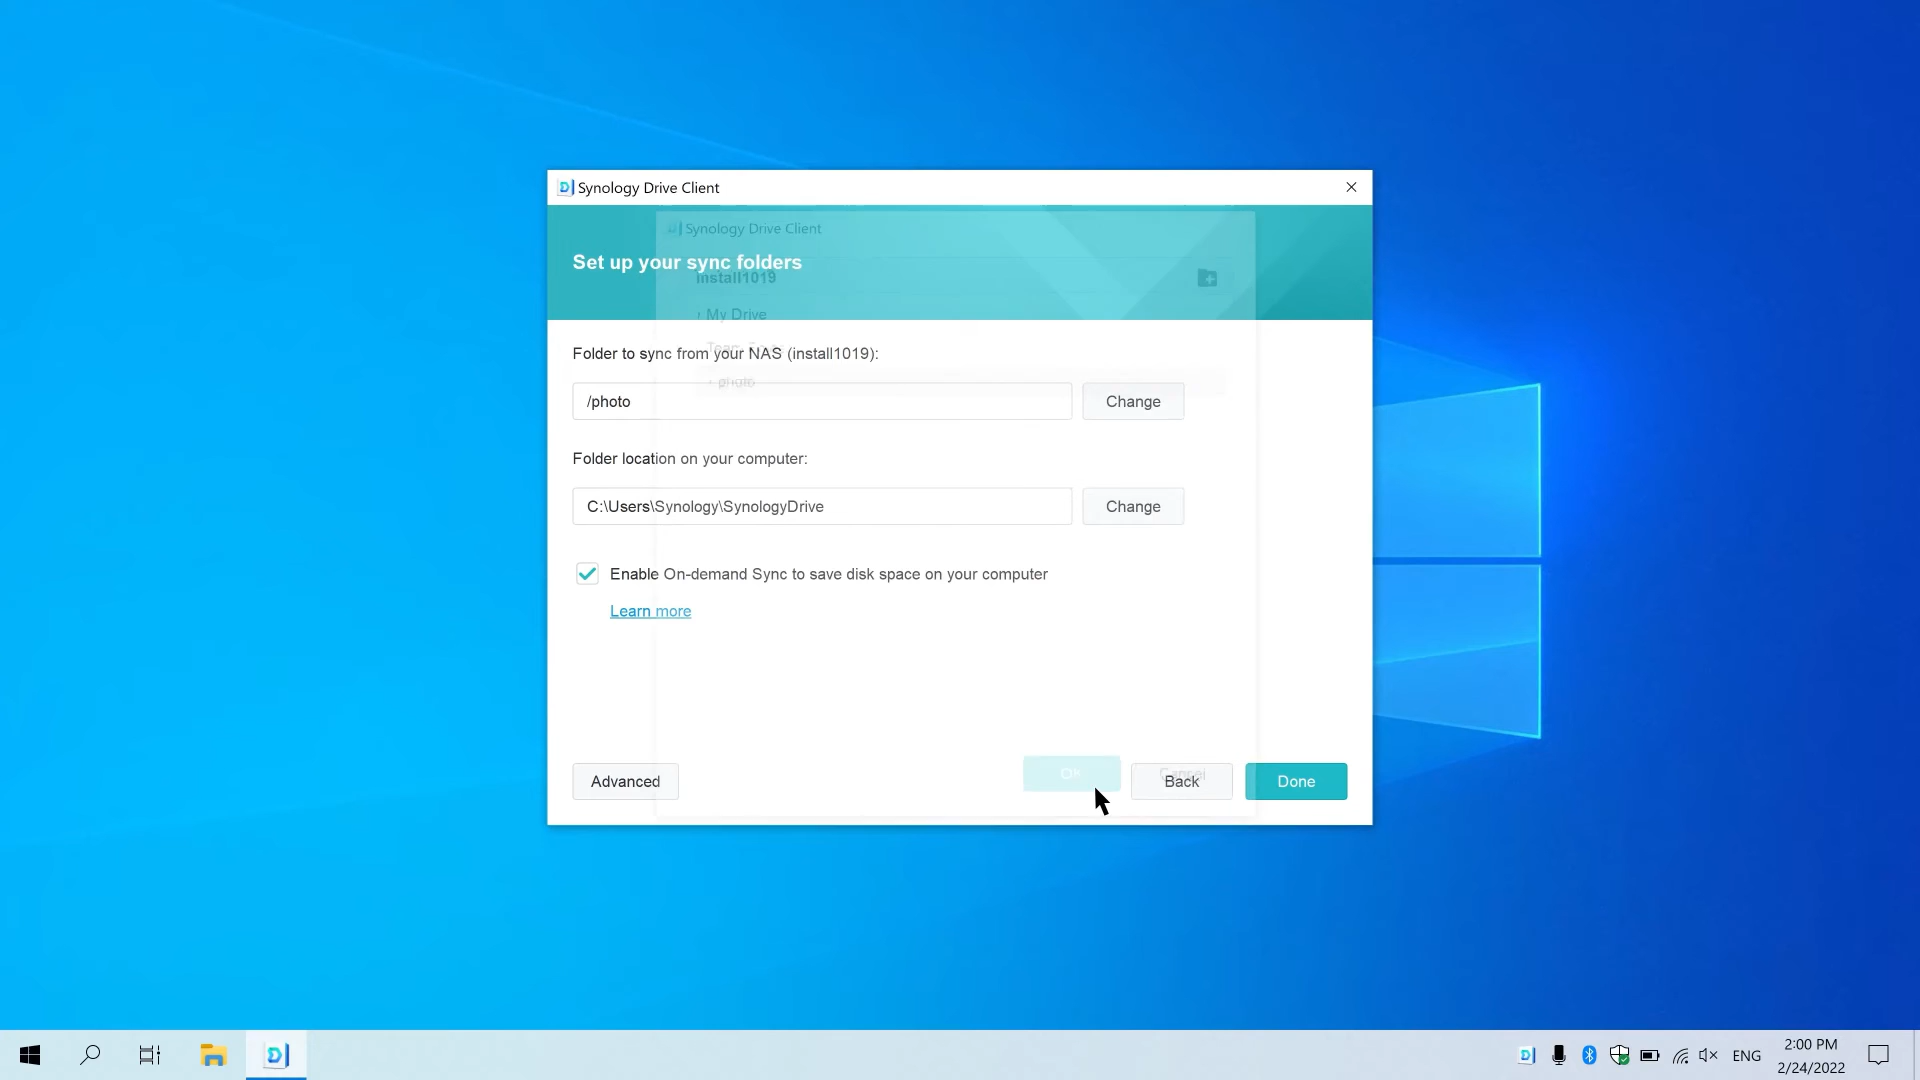 Synology Drive Client
Synology Drive Client
Set up your sync folders
install1019
My Drive
Folder to sync from your NAS (install1019):
photo
/photo
Change
Folder location on your computer:
C:\Users\Synology\SynologyDrive
Change
Enable On-demand Sync to save disk space on your computer
Learn more
Advanced
OK
Cancel
Back
Done
ENG
2:00 PM
2/24/2022